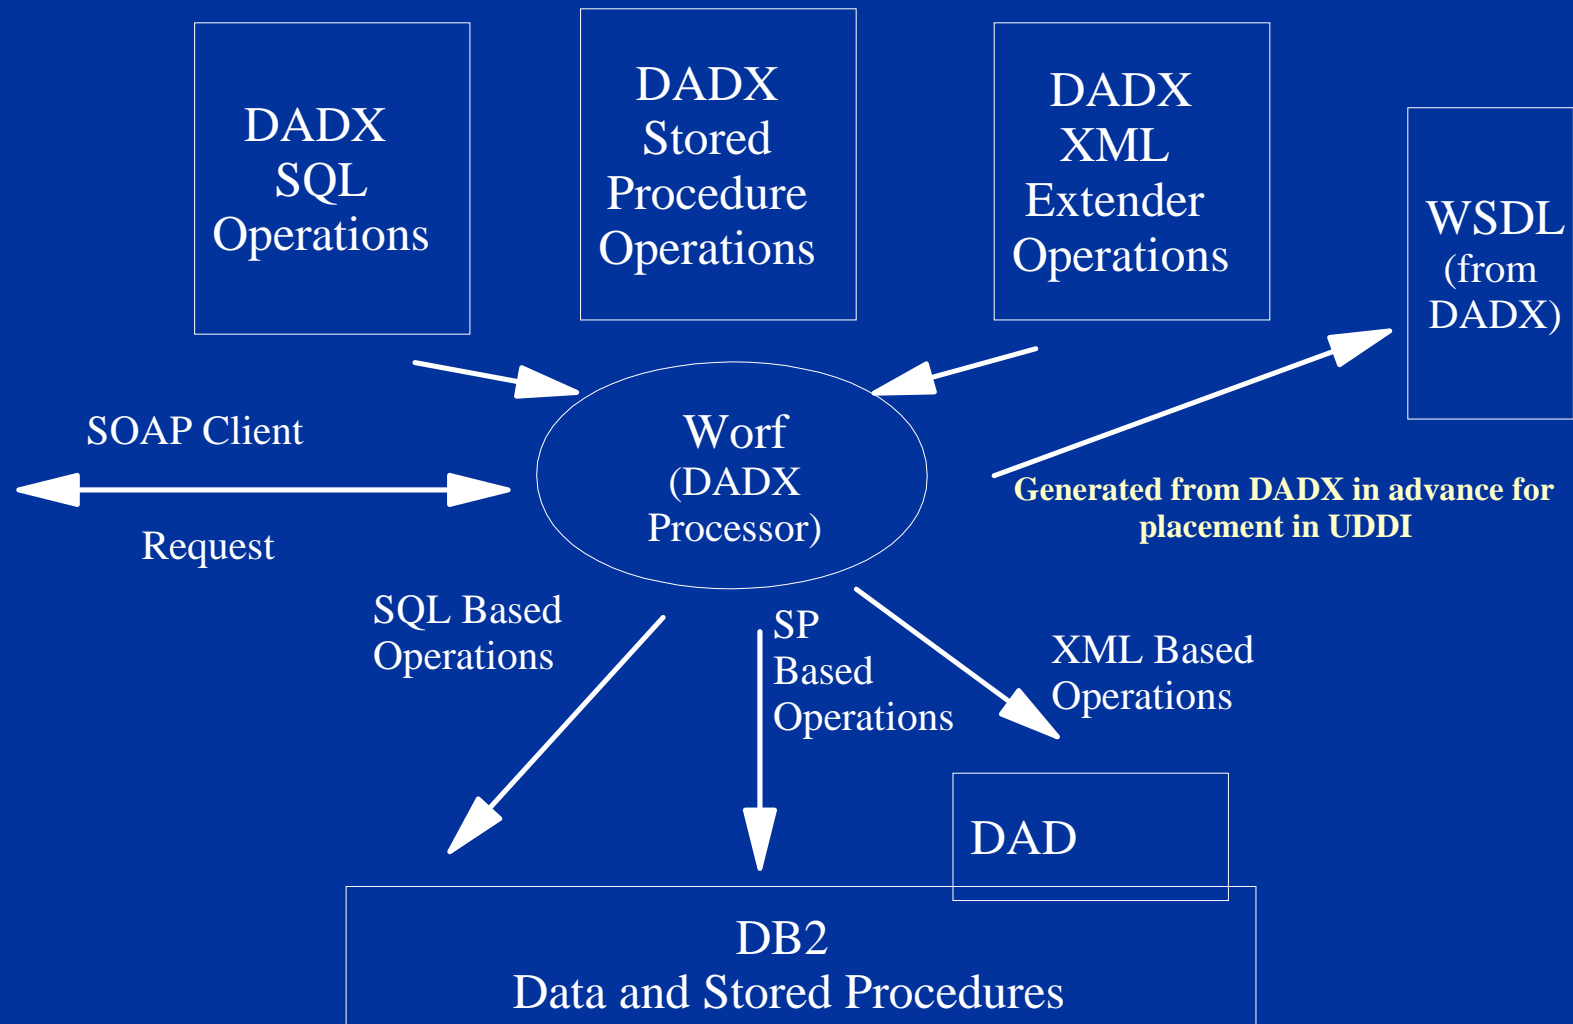 DADX
SQL
Operations
DADX
Stored
Procedure
Operations
DADX
XML
Extender
Operations
WSDL
(from
DADX)
SOAP Client
Request
Worf
(DADX
Processor)
Generated from DADX in advance for
placement in UDDI
SQL Based
Operations
SP
Based
Operations
XML Based
Operations
DAD
DB2
Data and Stored Procedures